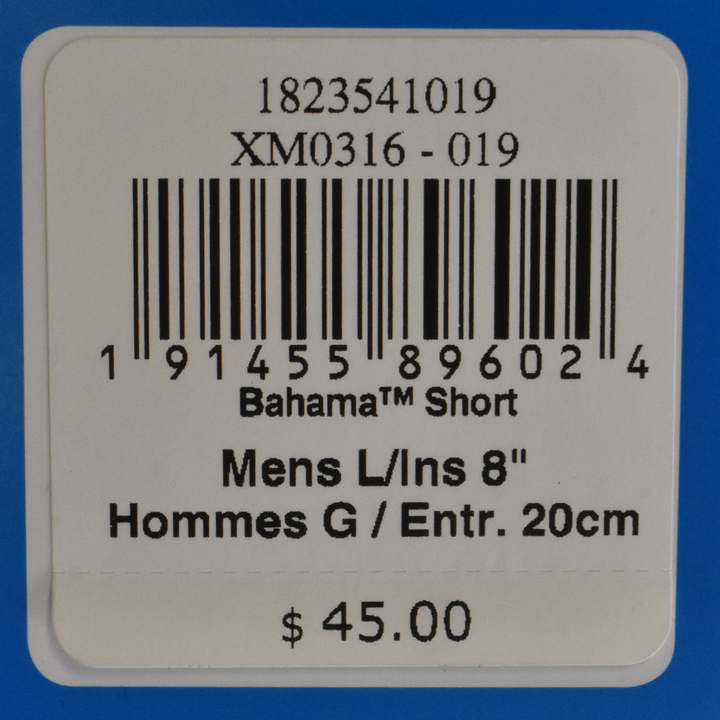 1823541019
XM0316 - 019
1 91455 89602 4
Bahama™ Short
Mens L/Ins 8"
Hommes G / Entr. 20cm
$ 45.00